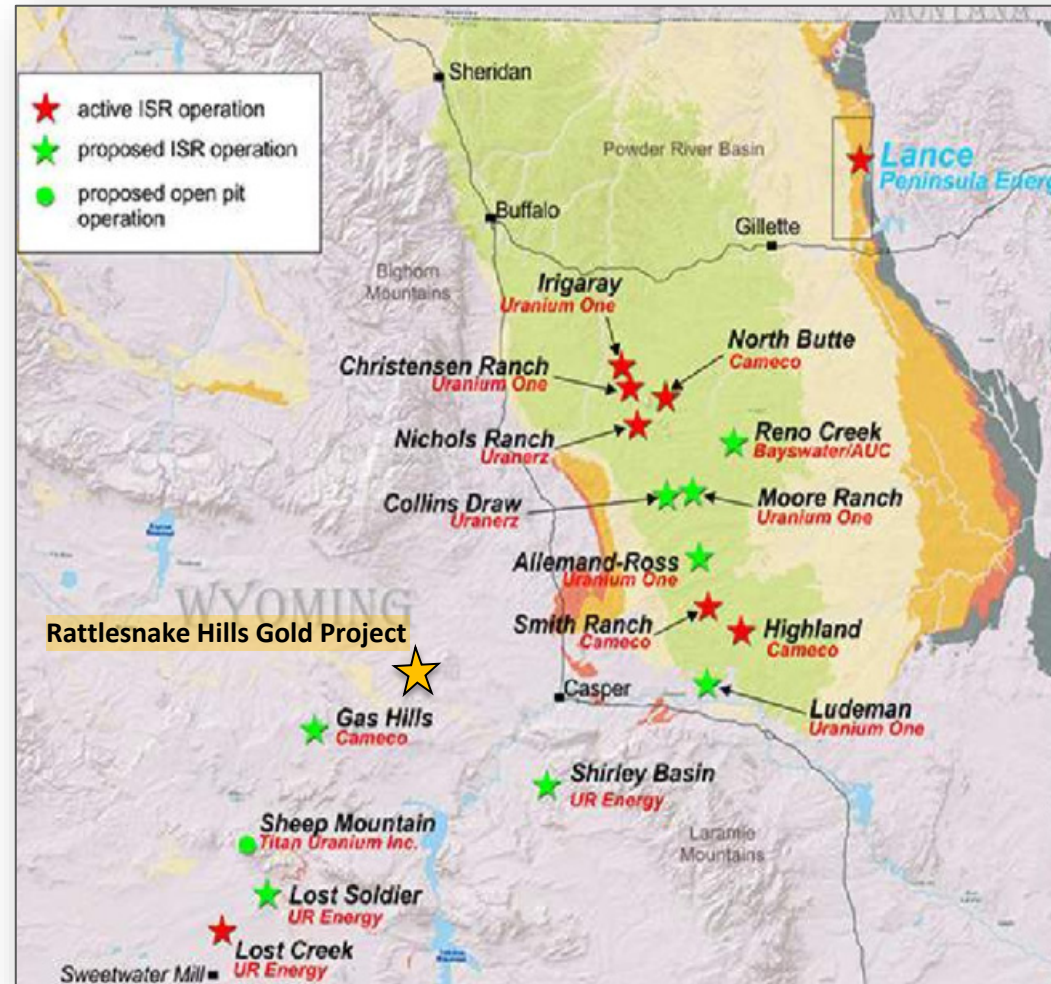 MONTANA
Sheridan
active ISR operation
proposed ISR operation
proposed open pit
operation
Powder River Basin
Lance
Peninsula Energ
Buffalo
Gillette
Bighorn
Mountains
Irigaray
Uranium One
North Butte
Cameco
Christensen Ranch
Uranium One
Nichols Ranch
Uranerz
Reno Creek
Bayswater/AUC
Collins Draw
Uranerz
Moore Ranch
Uranium One
Allemand-Ross
Uranium One
WYOMING
Rattlesnake Hills Gold Project
Smith Ranch
Cameco
Highland
Cameco
Casper
Ludeman
Uranium One
Gas Hills
Cameco
Shirley Basin
UR Energy
Sheep Mountain
Titan Uranium Inc.
Laramie
Mountains
Lost Soldier
UR Energy
Lost Creek
UR Energy
Sweetwater Mill